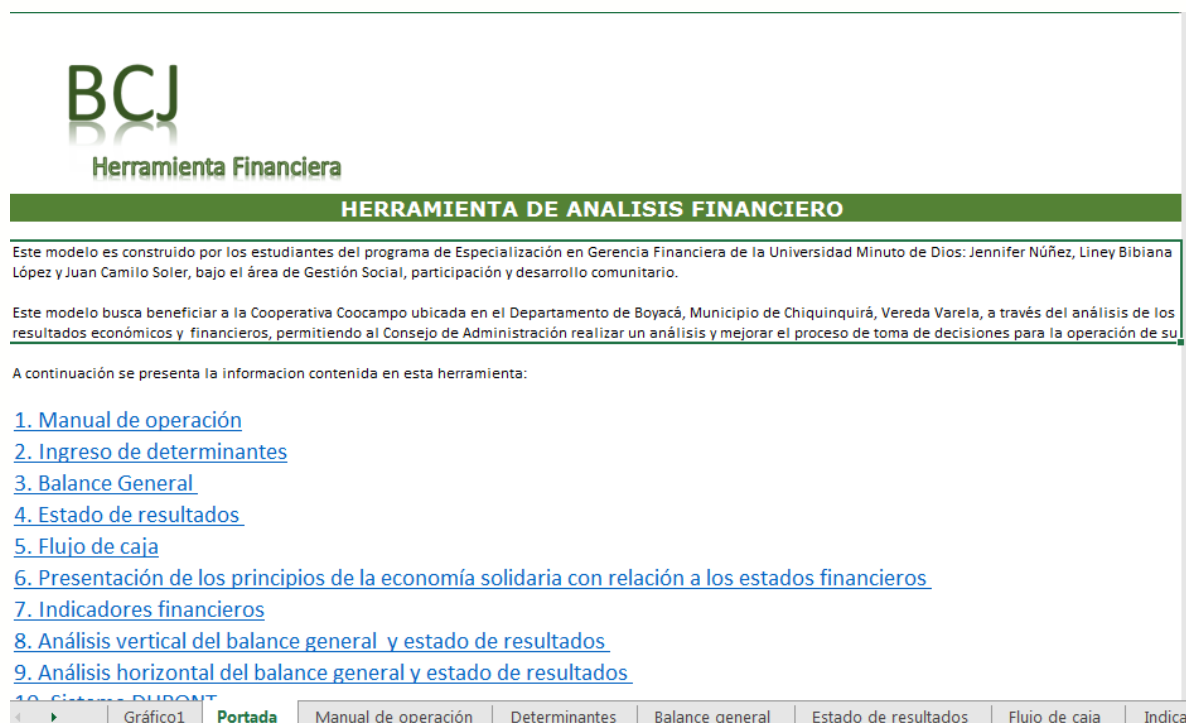 BCJ
Herramienta Financiera
HERRAMIENTA DE ANALISIS FINANCIERO
Este modelo es construido por los estudiantes del programa de Especialización en Gerencia Financiera de la Universidad Minuto de Dios: Jennifer Núñez, Liney Bibiana
López y Juan Camilo Soler, bajo el área de Gestión Social, participación y desarrollo comunitario.
Este modelo busca beneficiar a la Cooperativa Coocampo ubicada en el Departamento de Boyacá, Municipio de Chiquinquirá, Vereda Varela, a través del análisis de los
resultados económicos y financieros, permitiendo al Consejo de Administración realizar un análisis y mejorar el proceso de toma de decisiones para la operación de su
A continuación se presenta la informacion contenida en esta herramienta:
1. Manual de operación
2. Ingreso de determinantes
3. Balance General
4. Estado de resultados
5. Flujo de caja
6. Presentación de los principios de la economía solidaria con relación a los estados financieros
7. Indicadores financieros
8. Análisis vertical del balance general y estado de resultados
9. Análisis horizontal del balance general y estado de resultados
10. Sistema DUPONT
Gráfico1 Portada Manual de operación Determinantes Balance general Estado de resultados Flujo de caja Indica